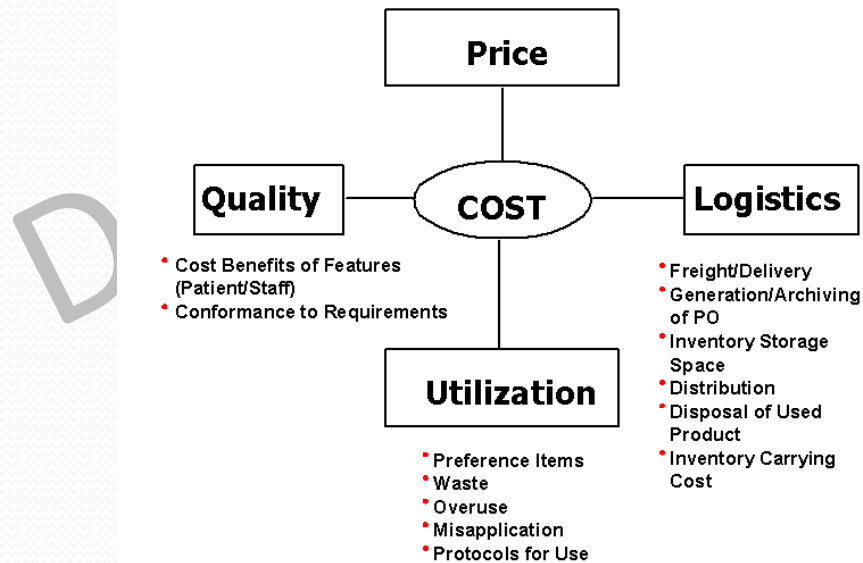 Price
Quality
COST
Logistics
• Cost Benefits of Features
(Patient/Staff)
• Conformance to Requirements
• Freight/Delivery
• Generation/Archiving
of PO
• Inventory Storage
Space
• Distribution
• Disposal of Used
Product
• Inventory Carrying
Cost
Utilization
• Preference Items
• Waste
• Overuse
• Misapplication
• Protocols for Use
D